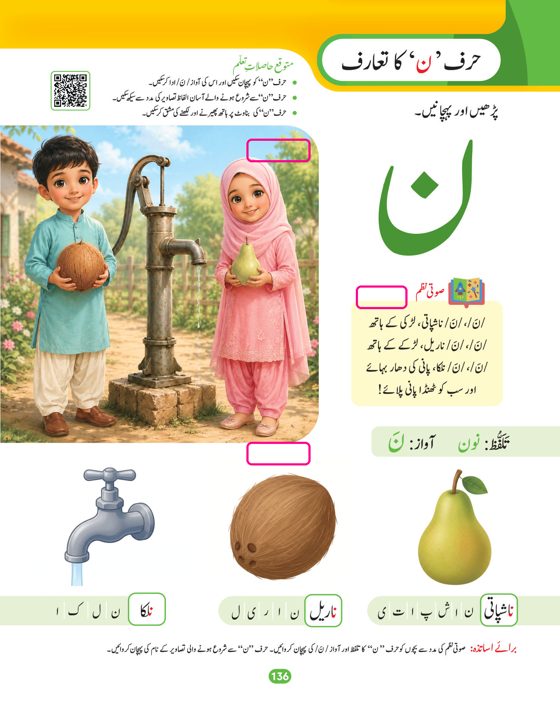 حرف ’ن‘ کا تعارف
متوقع حاصلاتِ تعلّم
حرف ”ن“ کو پہچان سکیں اور اس کی آواز /نَ/ ادا کر سکیں۔
حرف ”ن“ سے شروع ہونے والے آسان الفاظ تصاویر کی مدد سے سیکھ سکیں۔
حرف ”ن“ کی بناوٹ پر ہاتھ پھیرنے اور لکھنے کی مشق کر سکیں۔
پڑھیں اور پہچانیں۔
ن
صوتی نظم
/نَ/، /نَ/ ناشپاتی، لڑکی کے ہاتھ
/نَ/، /نَ/ ناریل، لڑکے کے ہاتھ
/نَ/، /نَ/ نلکا، پانی کی دھار بہائے
اور سب کو ٹھنڈا پانی پلائے!
تَلَفُّظ: نون آواز: نَ
ناشپاتی ن ا ش پ ا ت ی
ناریل ن ا ر ی ل
نلکا ن ل ک ا
برائے اساتذہ: صوتی نظم کی مدد سے بچوں کو حرف ”ن“ کا تلفظ اور آواز /نَ/ کی پہچان کروائیں۔ حرف ”ن“ سے شروع ہونے والی تصاویر کے نام کی پہچان کروائیں۔
136